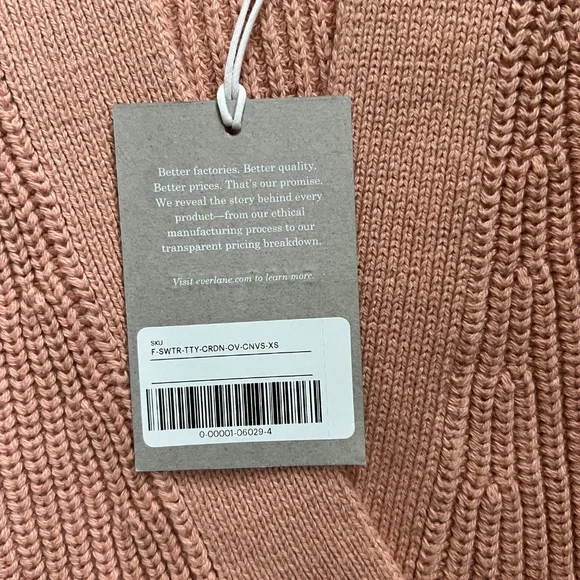 Better factories. Better quality.
Better prices. That's our promise.
We reveal the story behind every
product—from our ethical
manufacturing process to our
transparent pricing breakdown.
Visit everlane.com to learn more.
SKU
F-SWTR-TTY-CRDN-OV-CNVS-XS
0-00001-06029-4